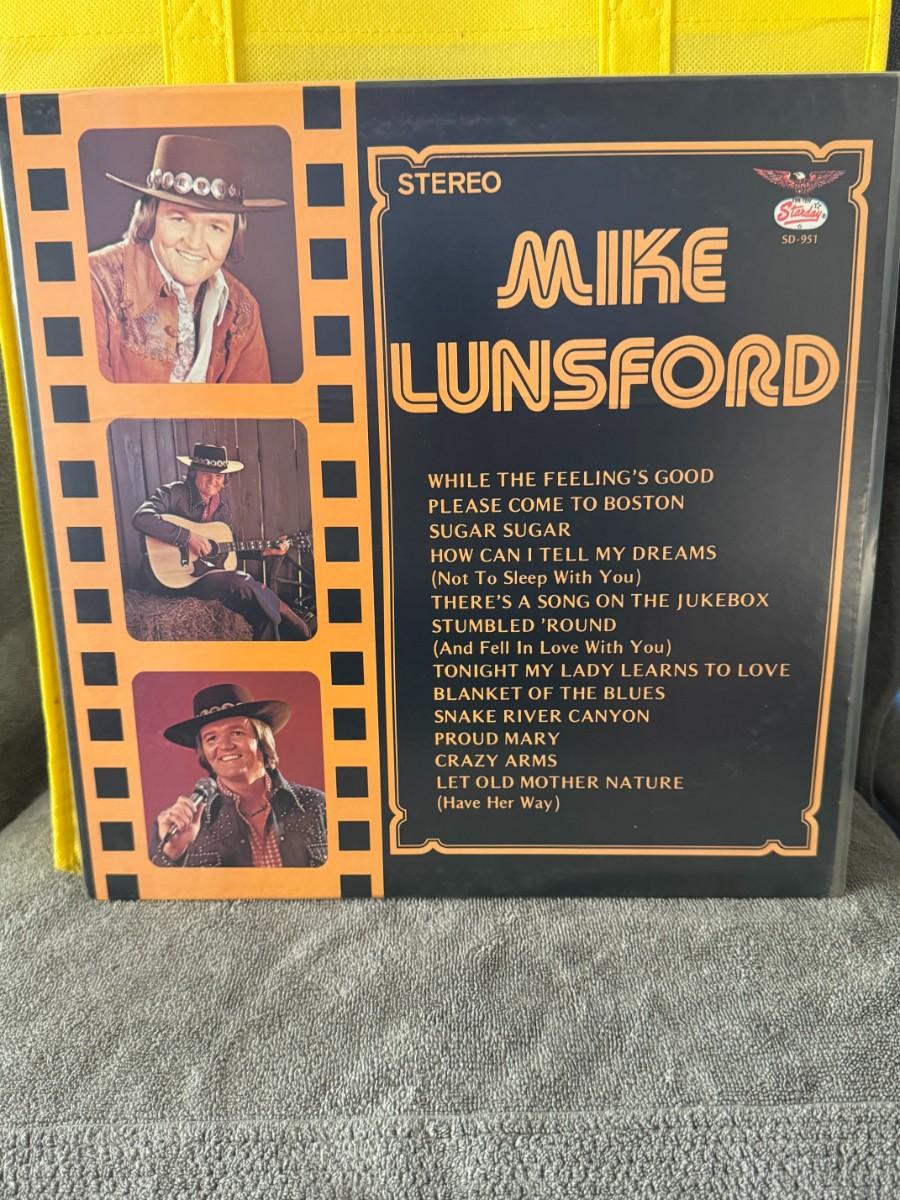 STEREO
Starday
SD-951
MIKE
LUNSFORD
WHILE THE FEELING'S GOOD
PLEASE COME TO BOSTON
SUGAR SUGAR
HOW CAN I TELL MY DREAMS
(Not To Sleep With You)
THERE'S A SONG ON THE JUKEBOX
STUMBLED 'ROUND
(And Fell In Love With You)
TONIGHT MY LADY LEARNS TO LOVE
BLANKET OF THE BLUES
SNAKE RIVER CANYON
PROUD MARY
CRAZY ARMS
LET OLD MOTHER NATURE
(Have Her Way)